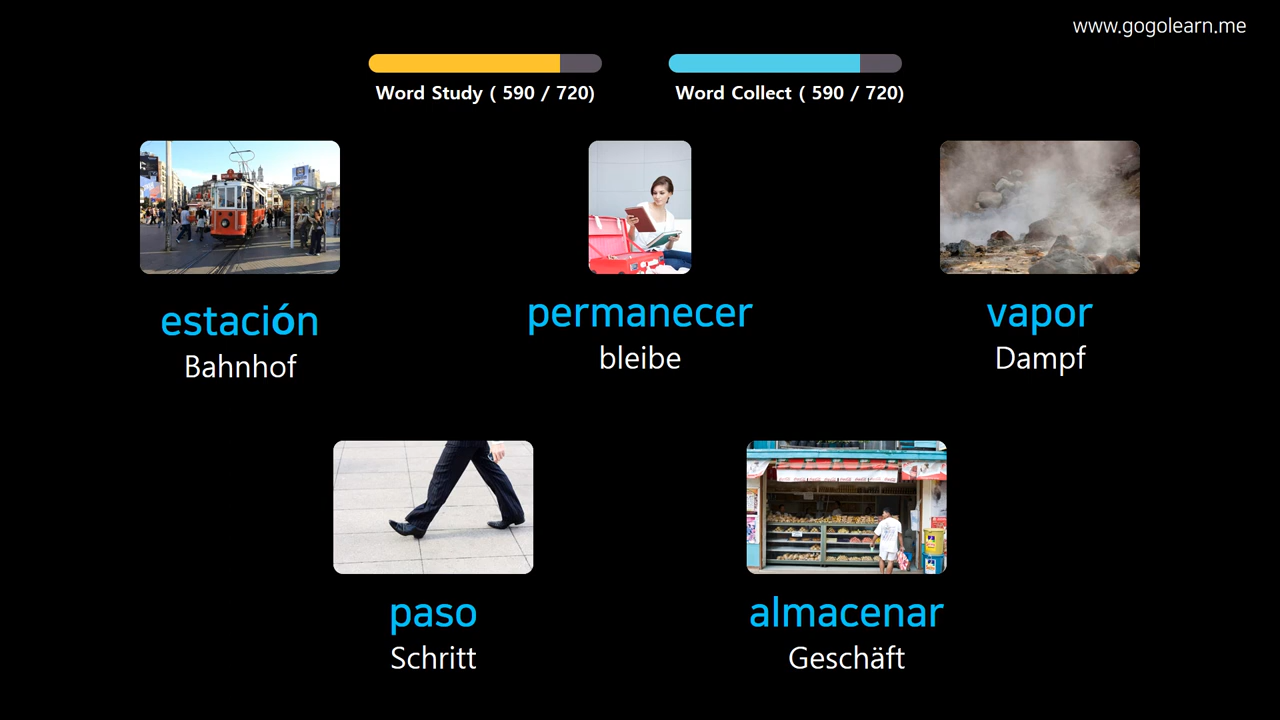 www.gogolearn.me
Word Study ( 590 / 720)
Word Collect ( 590 / 720)
estación
Bahnhof
permanecer
bleibe
vapor
Dampf
paso
Schritt
almacenar
Geschäft